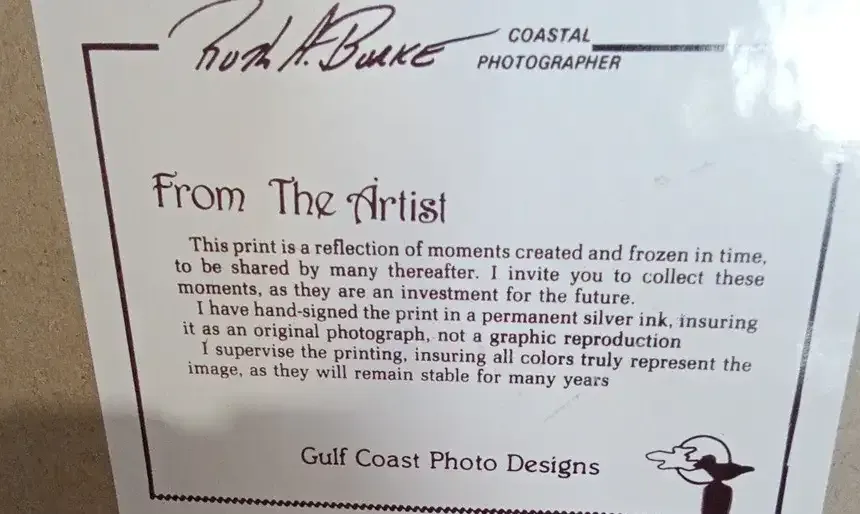 Ruth A. Burke
COASTAL
PHOTOGRAPHER
From The Artist
This print is a reflection of moments created and frozen in time,
to be shared by many thereafter. I invite you to collect these
moments, as they are an investment for the future.
I have hand-signed the print in a permanent silver ink, insuring
it as an original photograph, not a graphic reproduction
I supervise the printing, insuring all colors truly represent the
image, as they will remain stable for many years
Gulf Coast Photo Designs